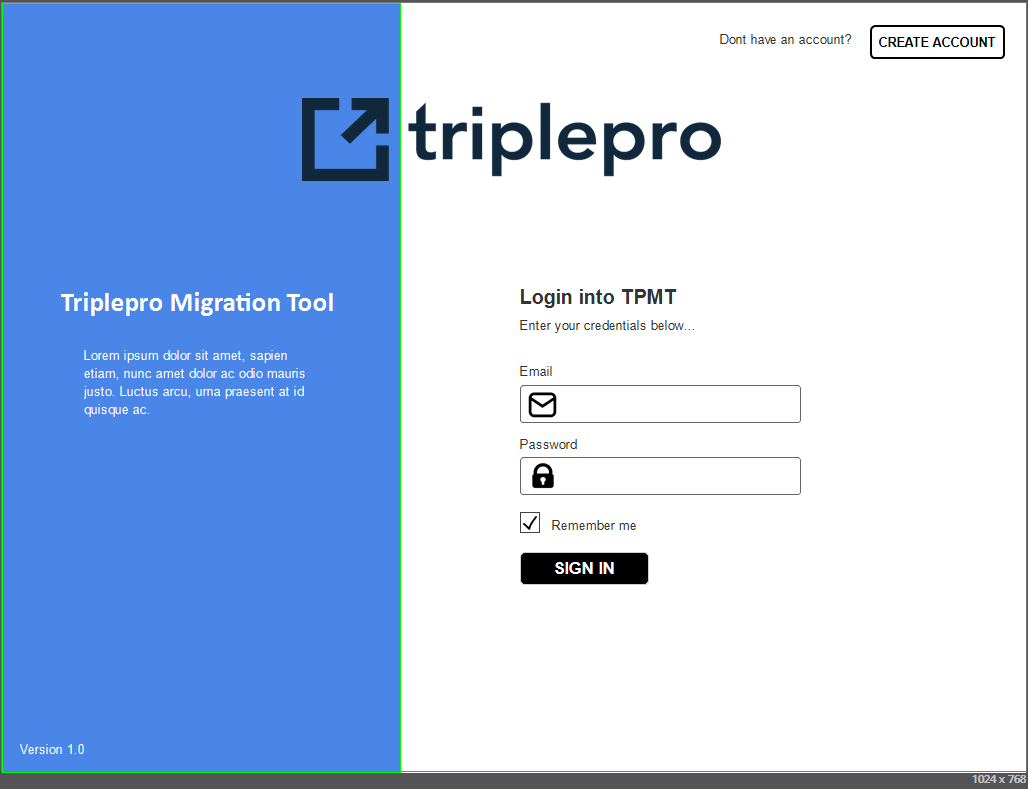 Dont have an account?
CREATE ACCOUNT
triplepro
Triplepro Migration Tool
Lorem ipsum dolor sit amet, sapien
etiam, nunc amet dolor ac odio mauris
justo. Luctus arcu, urna praesent at id
quisque ac.
Login into TPMT
Enter your credentials below...
Email
Password
Remember me
SIGN IN
Version 1.0
1024 x 768